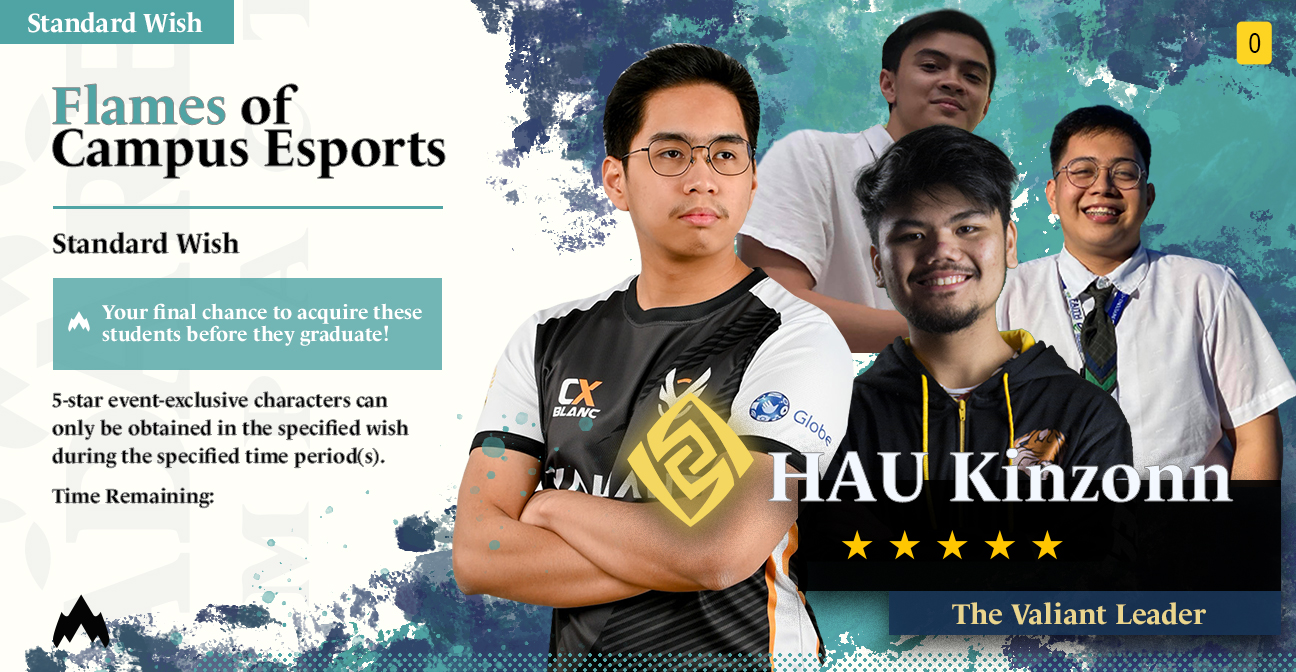 Standard Wish
0
Flames of
Campus Esports
Standard Wish
Your final chance to acquire these
students before they graduate!
5-star event-exclusive characters can
only be obtained in the specified wish
during the specified time period(s).
Time Remaining:
CX
BLANC
Globe
HAU Kinzonn
The Valiant Leader